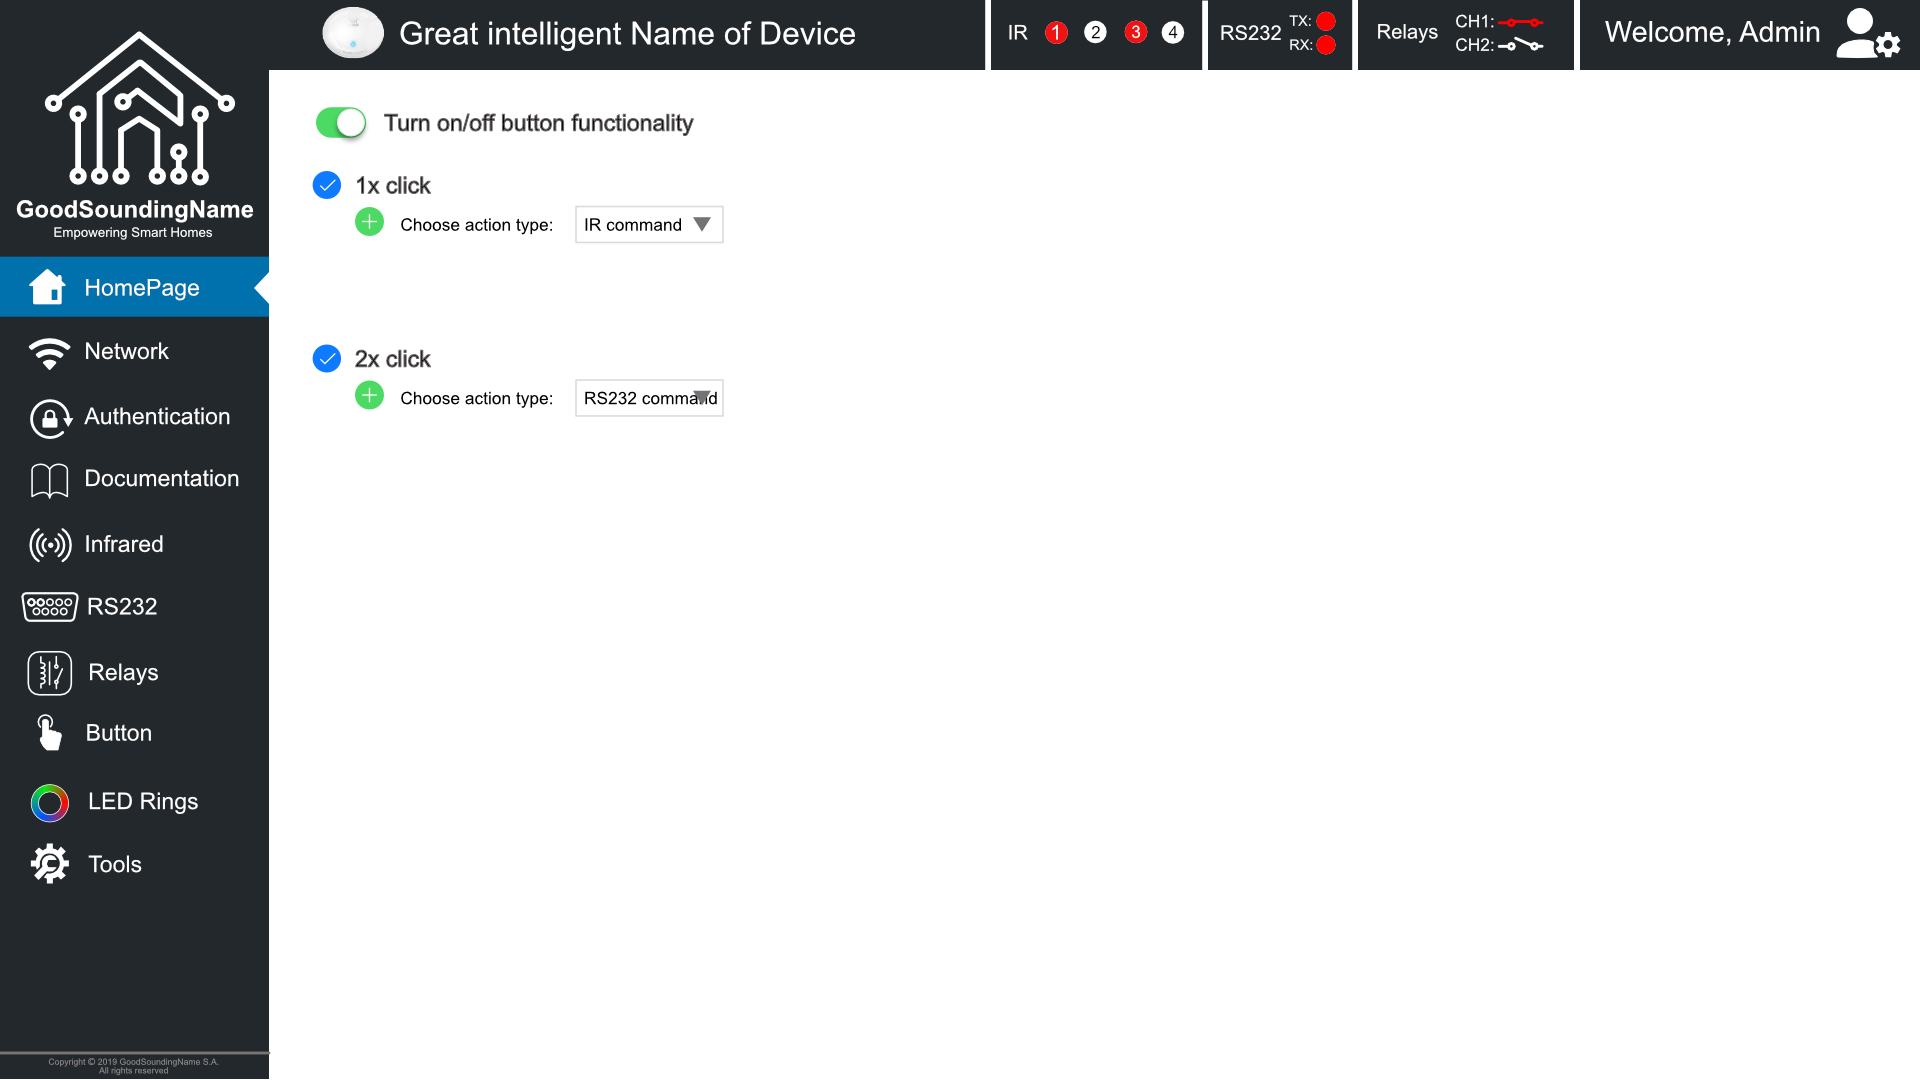 Great intelligent Name of Device
IR 1 2 3 4
RS232 TX:
RX:
Relays CH1:
CH2:
Welcome, Admin
GoodSoundingName
Empowering Smart Homes
HomePage
Network
Authentication
Documentation
Infrared
RS232
Relays
Button
LED Rings
Tools
Copyright © 2019 GoodSoundingName S.A.
All rights reserved
Turn on/off button functionality
1x click
Choose action type: IR command
2x click
Choose action type: RS232 command